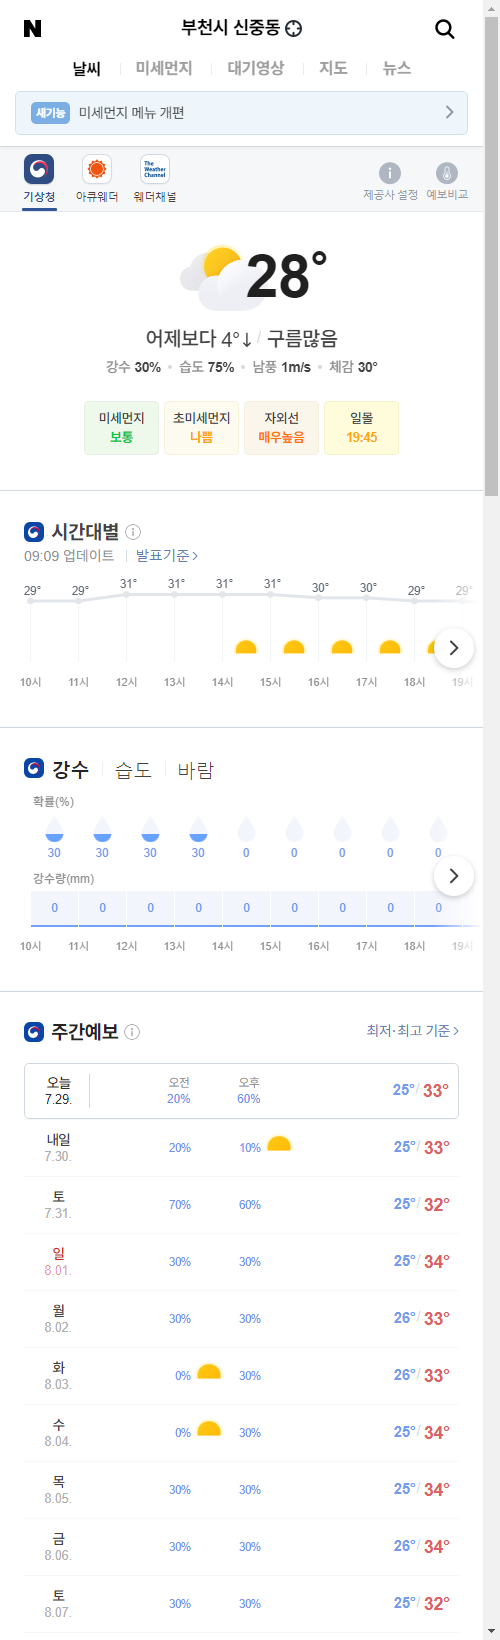 N
부천시 신중동
날씨 미세먼지 대기영상 지도 뉴스
새기능 미세먼지 메뉴 개편
The Weather Channel
기상청 아큐웨더 웨더채널 제공사 설정 예보비교
28°
어제보다 4°↓ / 구름많음
강수 30% • 습도 75% • 남풍 1m/s • 체감 30°
미세먼지 초미세먼지 자외선 일몰
보통 나쁨 매우높음 19:45
시간대별
09:09 업데이트 발표기준
29° 29° 31° 31° 31° 31° 30° 30° 29° 29°
10시 11시 12시 13시 14시 15시 16시 17시 18시 19시
강수 습도 바람
확률(%)
30 30 30 30 0 0 0 0 0
강수량(mm)
0 0 0 0 0 0 0 0 0
10시 11시 12시 13시 14시 15시 16시 17시 18시 19시
주간예보 최저·최고 기준
오늘 오전 오후
7.29. 20% 60% 25° / 33°
내일
7.30. 20% 10% 25° / 33°
토
7.31. 70% 60% 25° / 32°
일
8.01. 30% 30% 25° / 34°
월
8.02. 30% 30% 26° / 33°
화
8.03. 0% 30% 26° / 33°
수
8.04. 0% 30% 25° / 34°
목
8.05. 30% 30% 25° / 34°
금
8.06. 30% 30% 26° / 34°
토
8.07. 30% 30% 25° / 32°